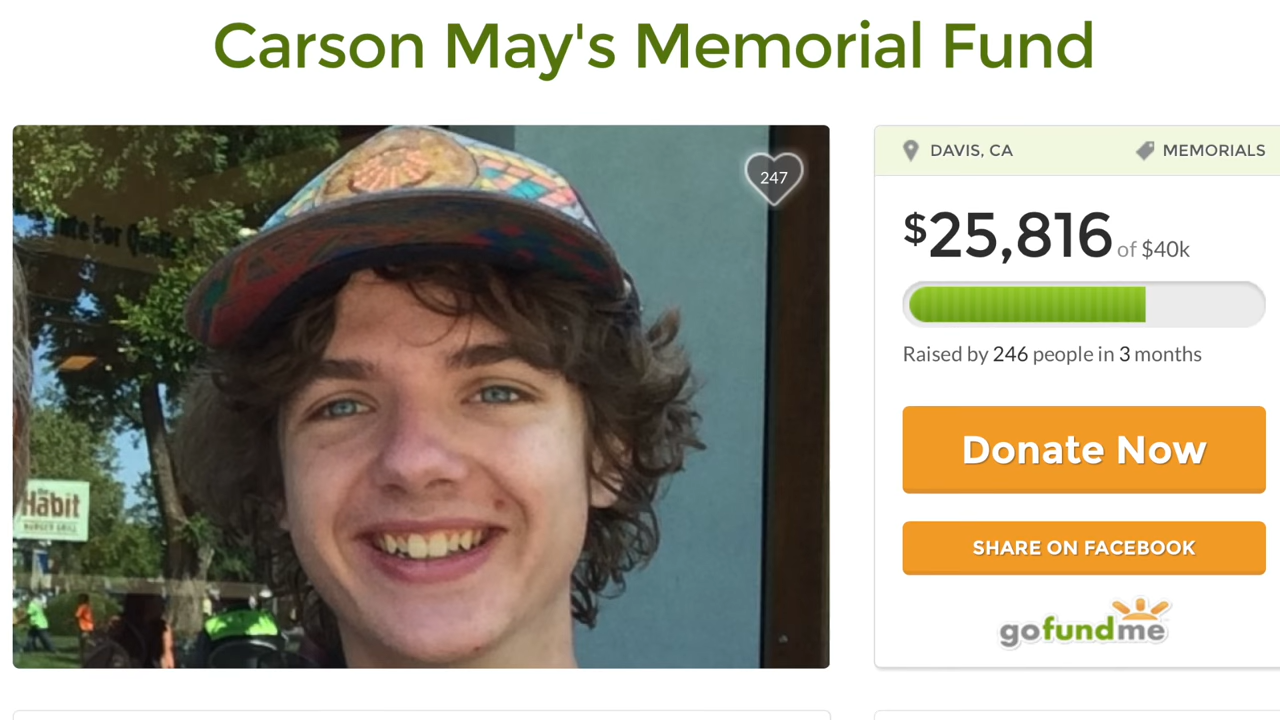 Carson May's Memorial Fund
247
DAVIS, CA
MEMORIALS
$25,816 of $40k
Raised by 246 people in 3 months
Donate Now
SHARE ON FACEBOOK
gofundme
the
Habit
BURGER GRILL